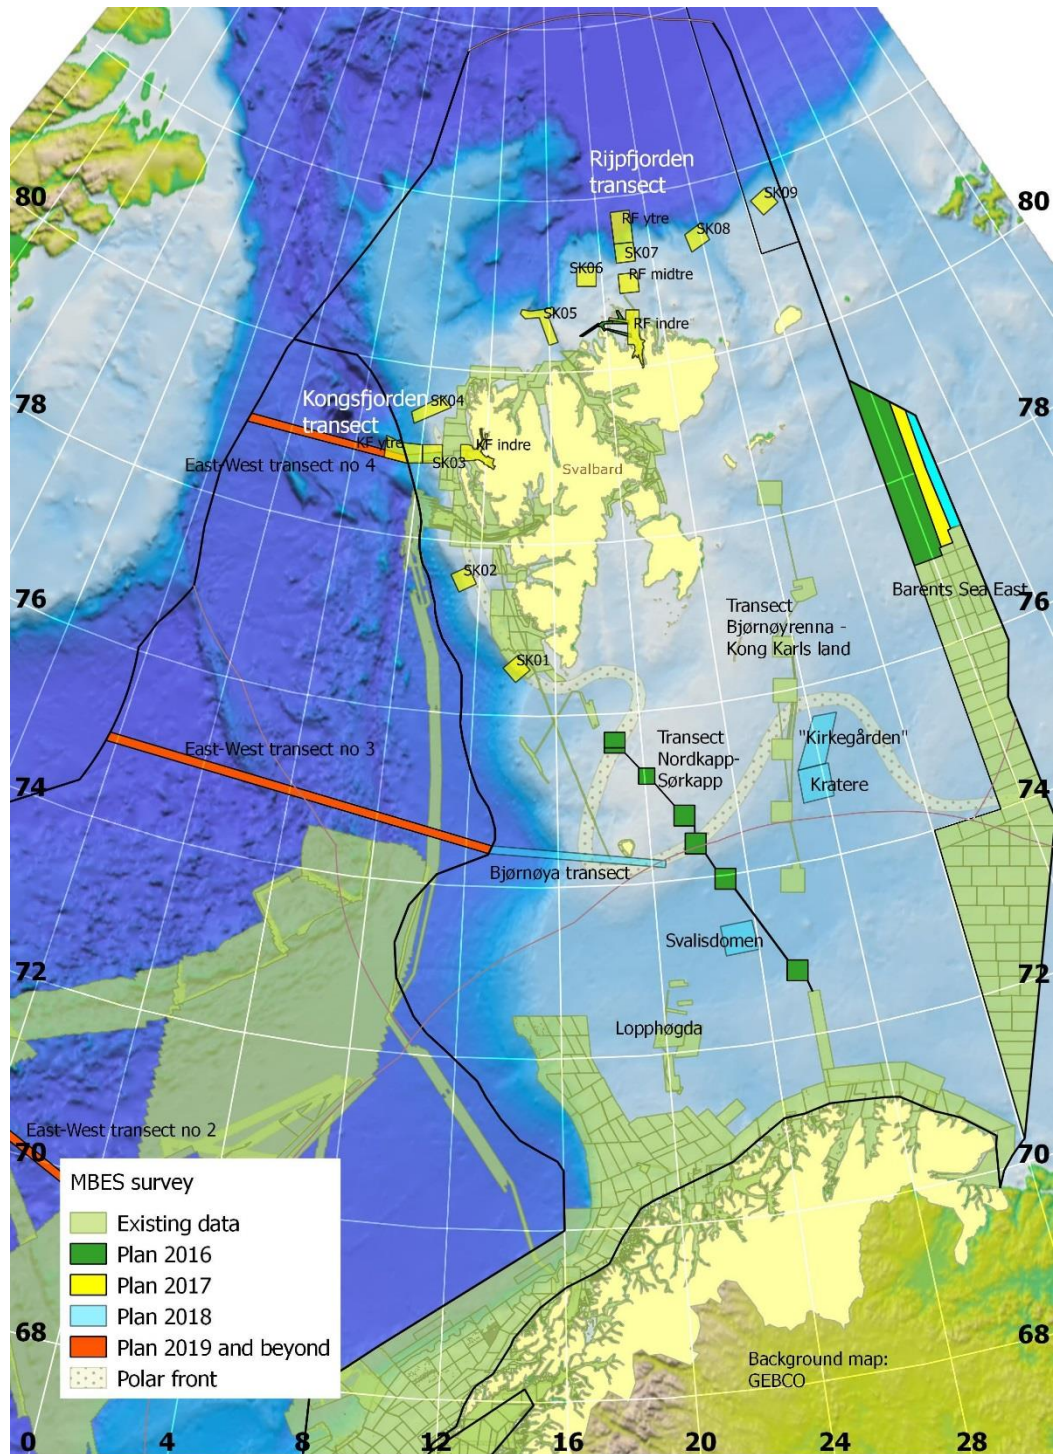 Rijpfjorden
transect
80
80
SK09
RF ytre
SK08
SK07
SK06
RF midtre
SK05
RF indre
78
78
Kongsfjorden
transect
SK04
KF ytre
KF indre
SK03
East-West transect no 4
Svalbard
76
76
SK02
Barents Sea East
Transect
Bjørnøyrenna -
Kong Karls land
SK01
East-West transect no 3
Transect
Nordkapp-
Sørkapp
"Kirkegården"
Kratere
74
74
Bjørnøya transect
Svalisdomen
72
72
Lopphøgda
East-West transect no 2
70
70
MBES survey
Existing data
Plan 2016
Plan 2017
Plan 2018
Plan 2019 and beyond
Polar front
68
68
Background map:
GEBCO
0
4
8
12
16
20
24
28